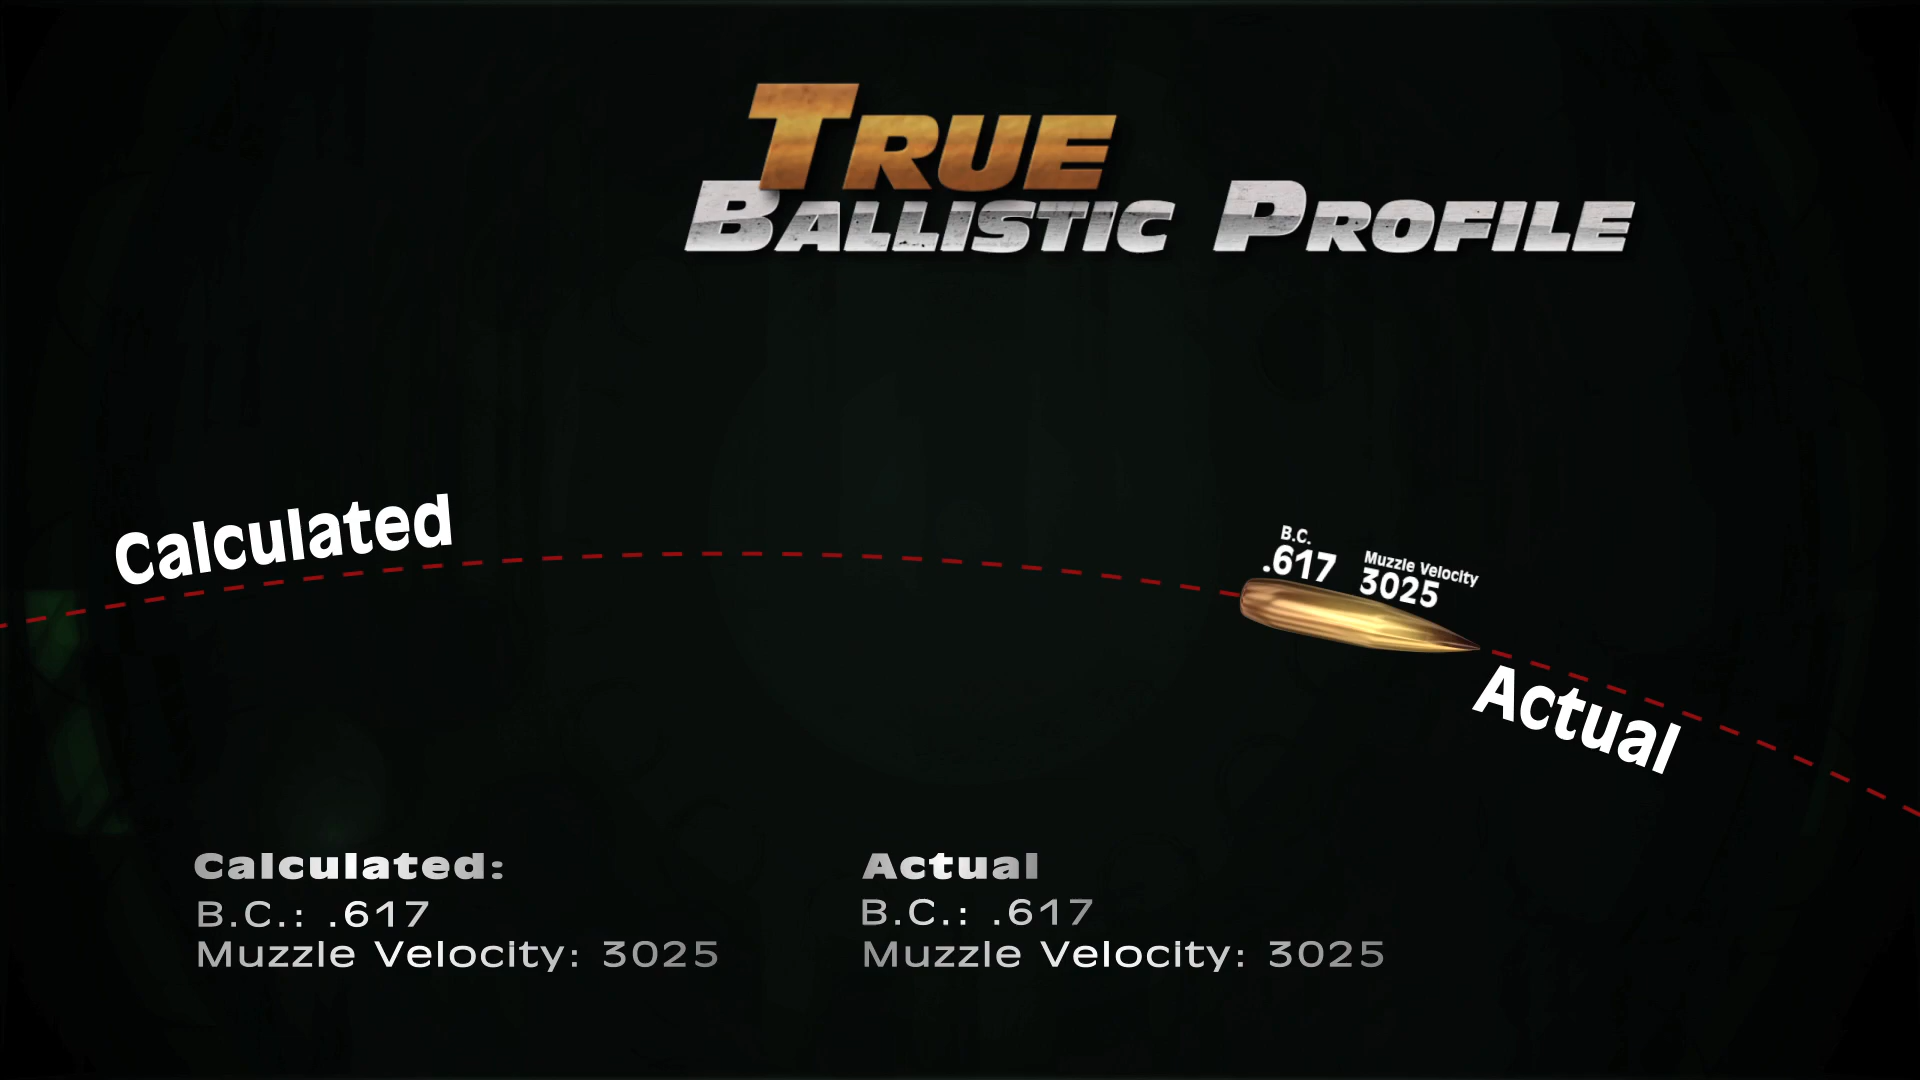 True
Ballistic Profile
Calculated
B.C.
.617
Muzzle Velocity
3025
Actual
Calculated:
B.C.: .617
Muzzle Velocity: 3025
Actual
B.C.: .617
Muzzle Velocity: 3025